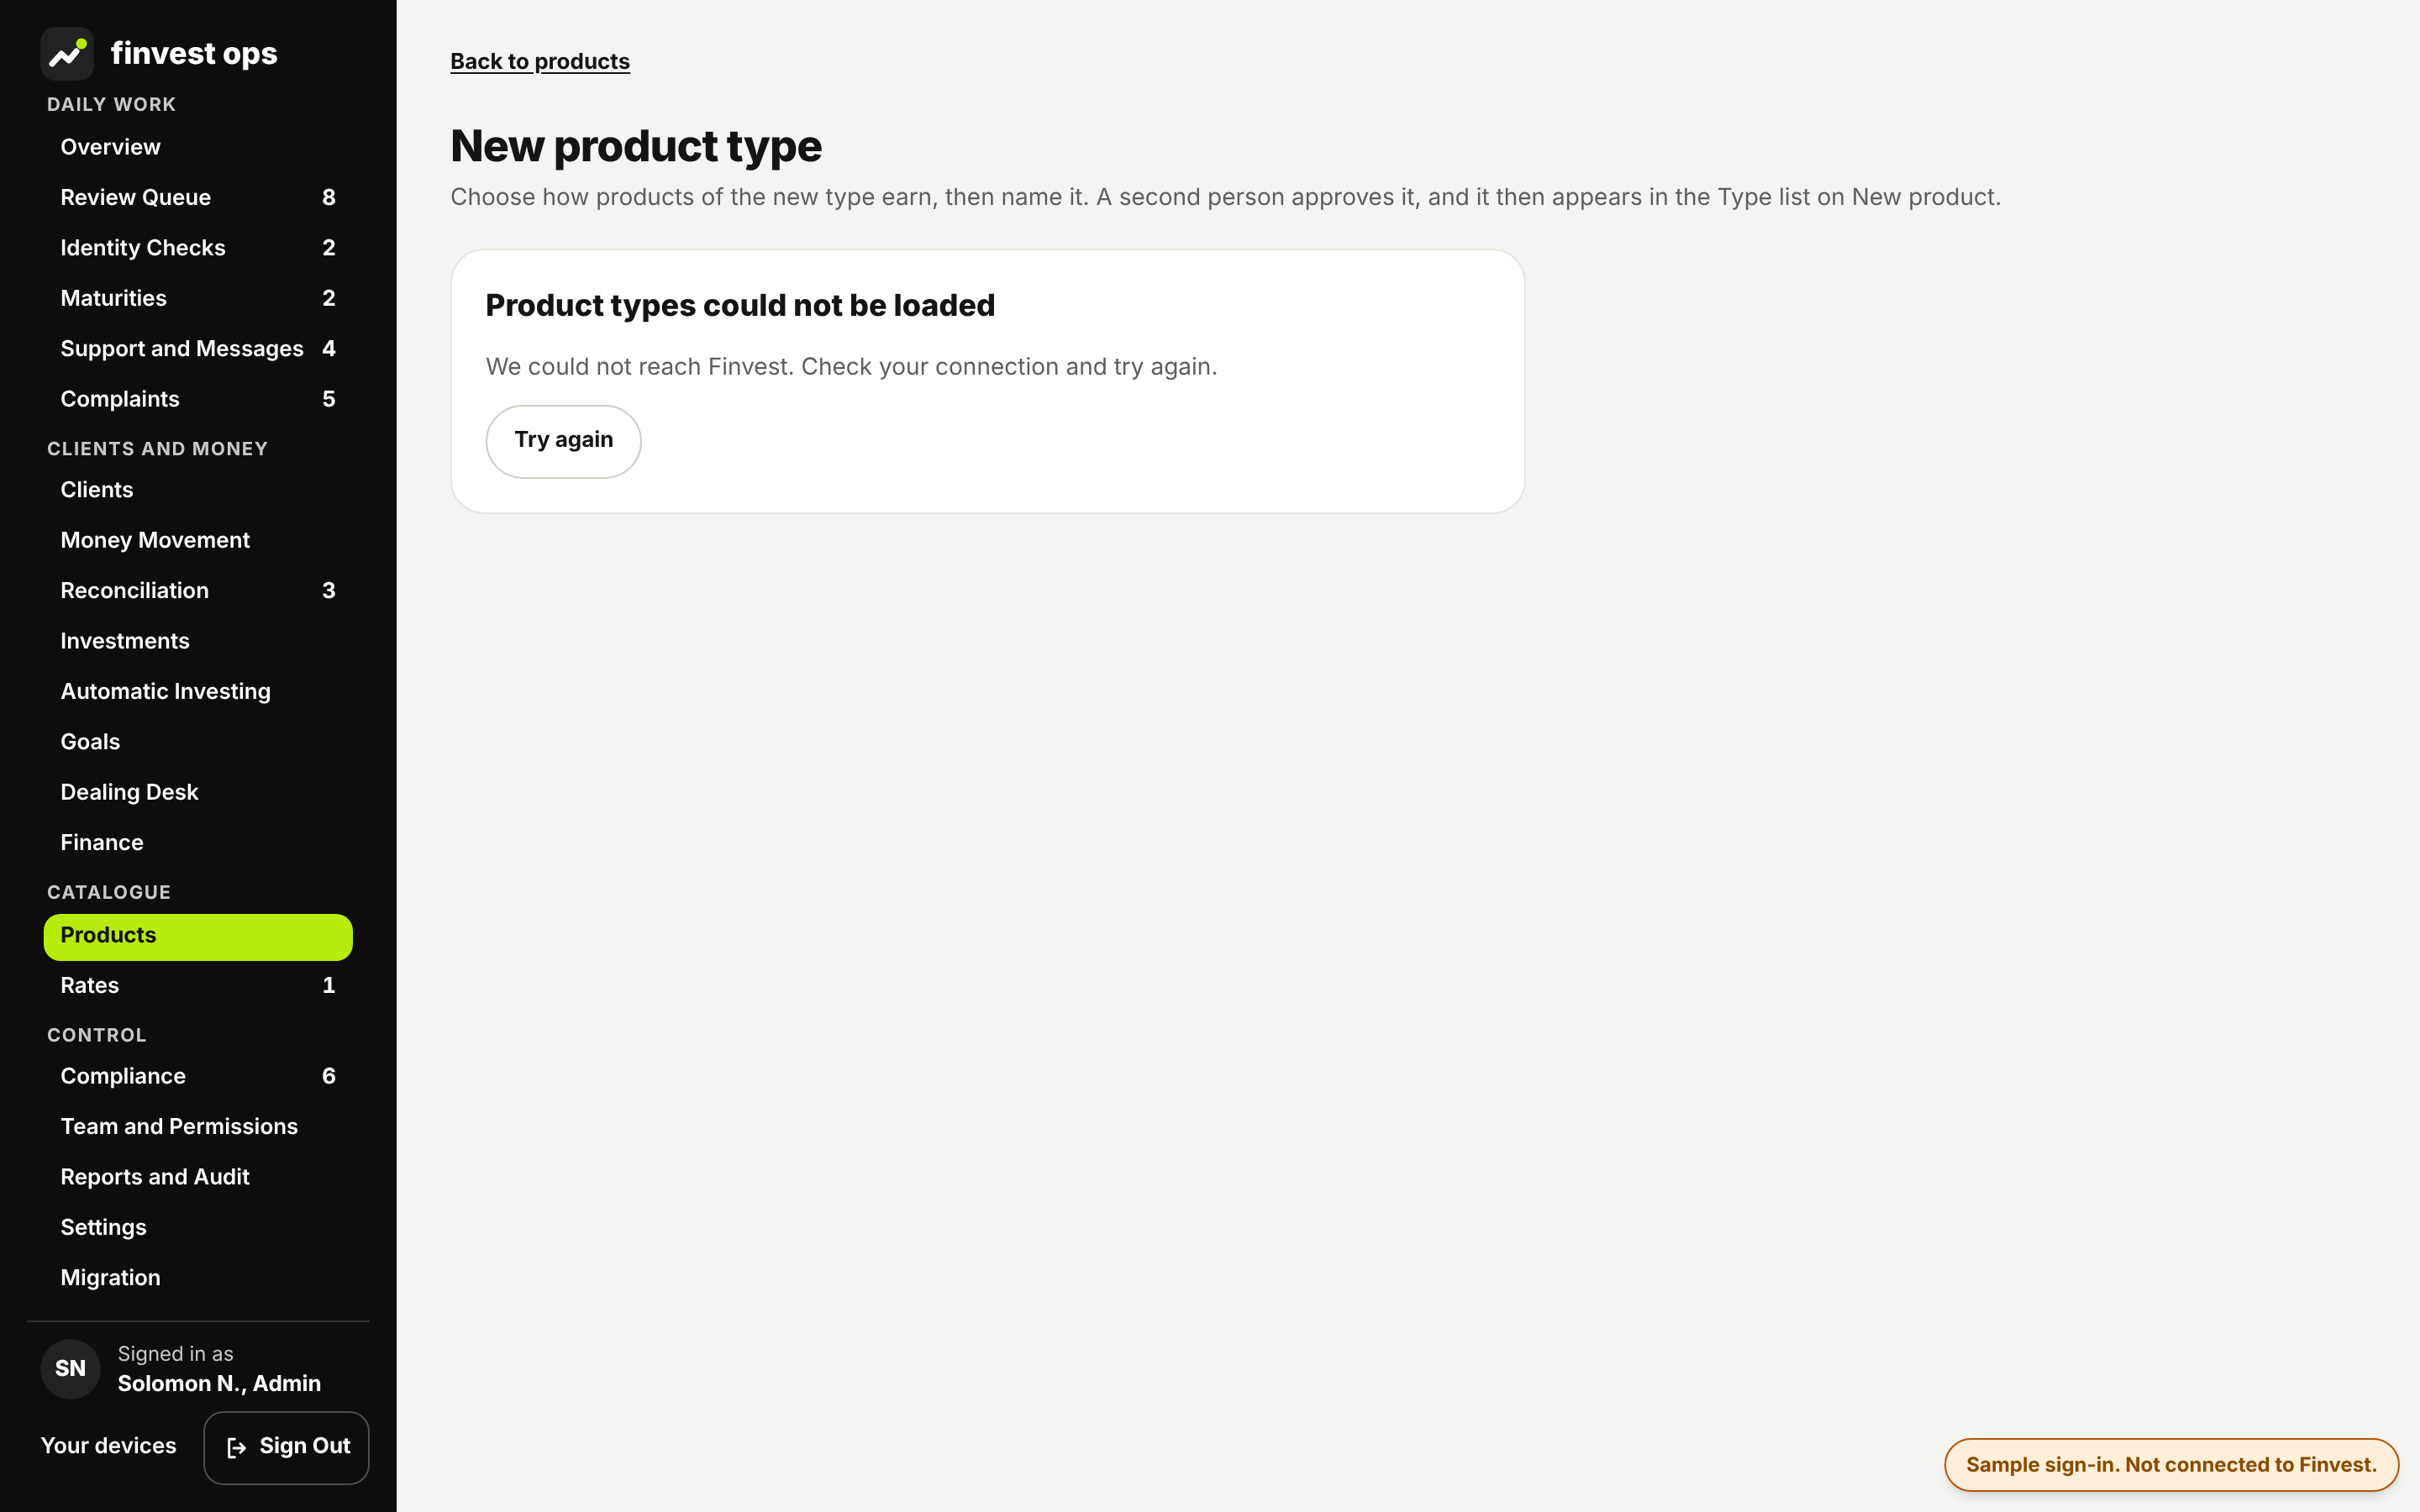 finvest ops
DAILY WORK
Overview
Review Queue 8
Identity Checks 2
Maturities 2
Support and Messages 4
Complaints 5
CLIENTS AND MONEY
Clients
Money Movement
Reconciliation 3
Investments
Automatic Investing
Goals
Dealing Desk
Finance
CATALOGUE
Products
Rates 1
CONTROL
Compliance 6
Team and Permissions
Reports and Audit
Settings
Migration
SN
Signed in as
Solomon N., Admin
Your devices
Sign Out
Back to products
New product type
Choose how products of the new type earn, then name it. A second person approves it, and it then appears in the Type list on New product.
Product types could not be loaded
We could not reach Finvest. Check your connection and try again.
Try again
Sample sign-in. Not connected to Finvest.